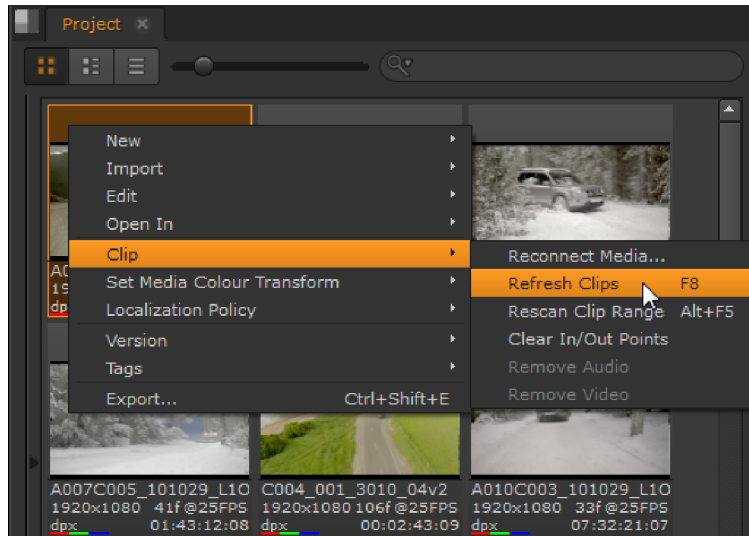 Project
New
Import
Edit
Open In
Clip
Set Media Colour Transform
Localization Policy
Version
Tags
Export... Ctrl+Shift+E
Reconnect Media...
Refresh Clips F8
Rescan Clip Range Alt+F5
Clear In/Out Points
Remove Audio
Remove Video
A007C005_101029_L1O C004_001_3010_04v2 A010C003_101029_L1O
1920x1080 41f@25FPS 1920x1080 106f@25FPS 1920x1080 33f@25FPS
dpx 01:43:12:08 dpx 00:02:43:09 dpx 07:32:21:07